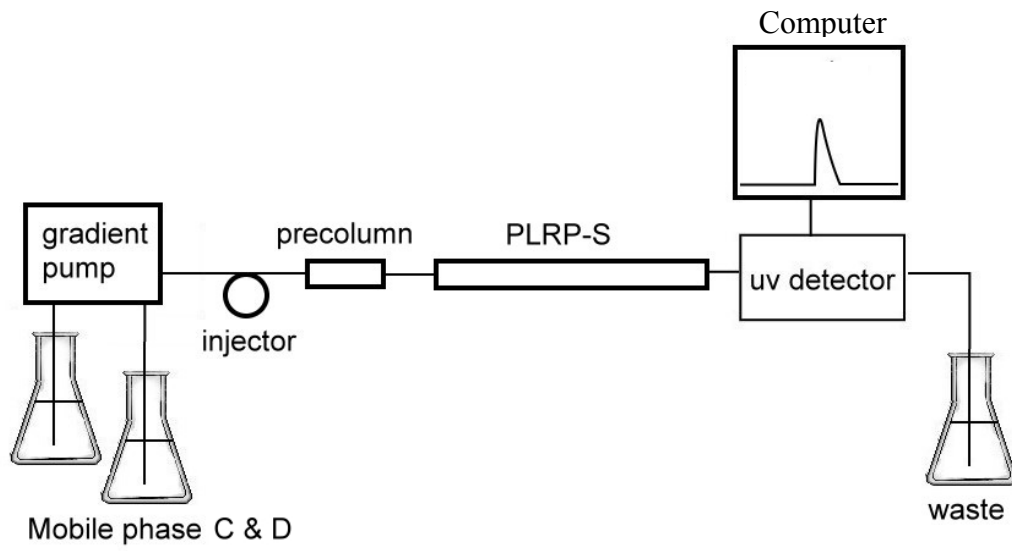 Computer
gradient
pump
precolumn
PLRP-S
uv detector
injector
Mobile phase C & D
waste